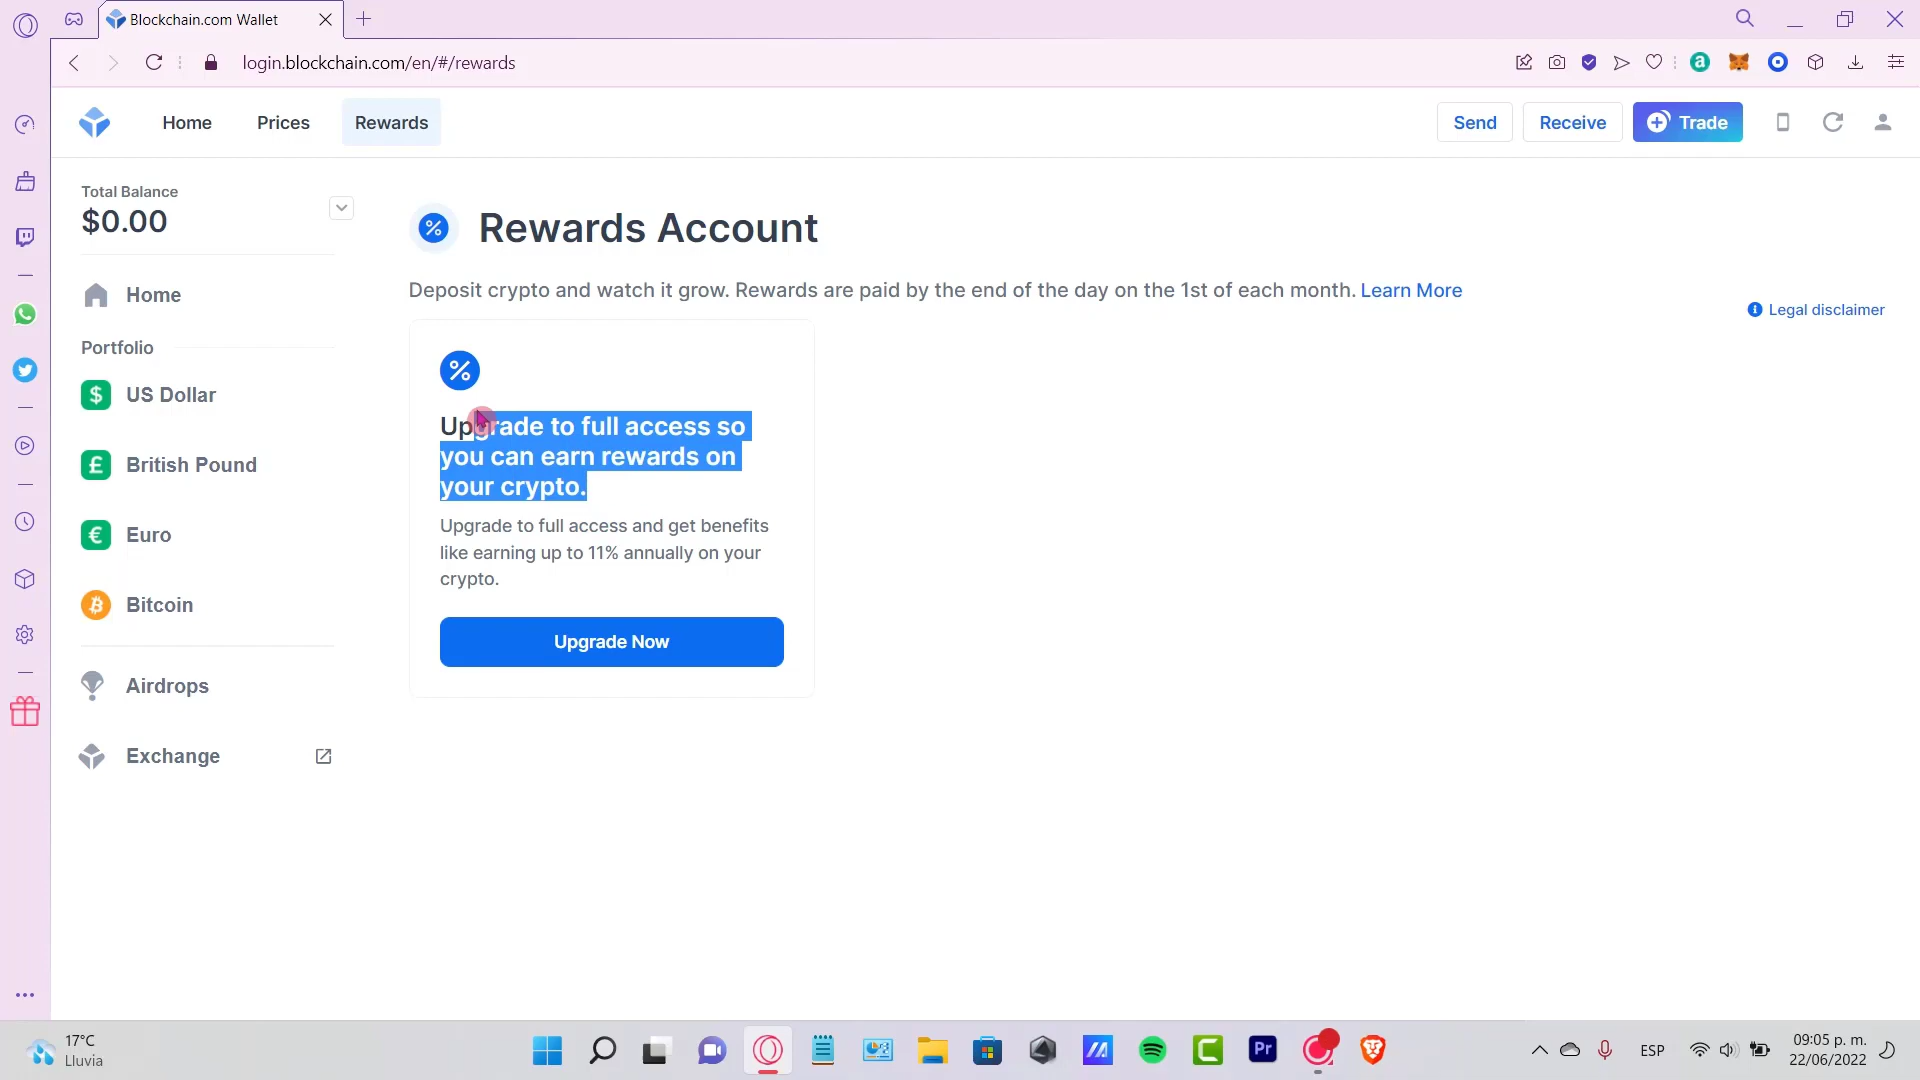 Blockchain.com Wallet
login.blockchain.com/en/#/rewards
Home
Prices
Rewards
Send
Receive
Trade
Total Balance
$0.00
Home
Portfolio
US Dollar
British Pound
Euro
Bitcoin
Airdrops
Exchange
Rewards Account
Deposit crypto and watch it grow. Rewards are paid by the end of the day on the 1st of each month. Learn More
Legal disclaimer
Upgrade to full access so
you can earn rewards on
your crypto.
Upgrade to full access and get benefits
like earning up to 11% annually on your
crypto.
Upgrade Now
17°C
Lluvia
Pr
ESP
09:05 p. m.
22/06/2022